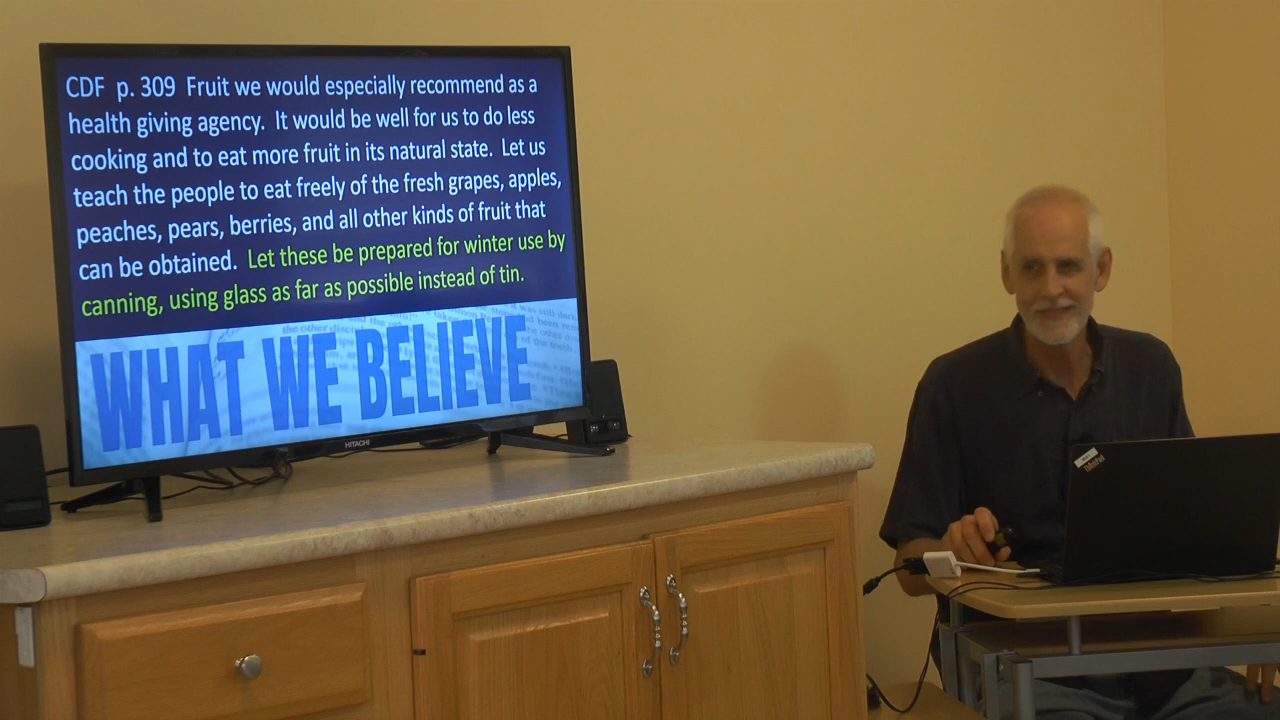 CDF p. 309 Fruit we would especially recommend as a
health giving agency. It would be well for us to do less
cooking and to eat more fruit in its natural state. Let us
teach the people to eat freely of the fresh grapes, apples,
peaches, pears, berries, and all other kinds of fruit that
can be obtained. Let these be prepared for winter use by
canning, using glass as far as possible instead of tin.
the other
WHAT WE BELIEVE
HITACHI
ThinkPad